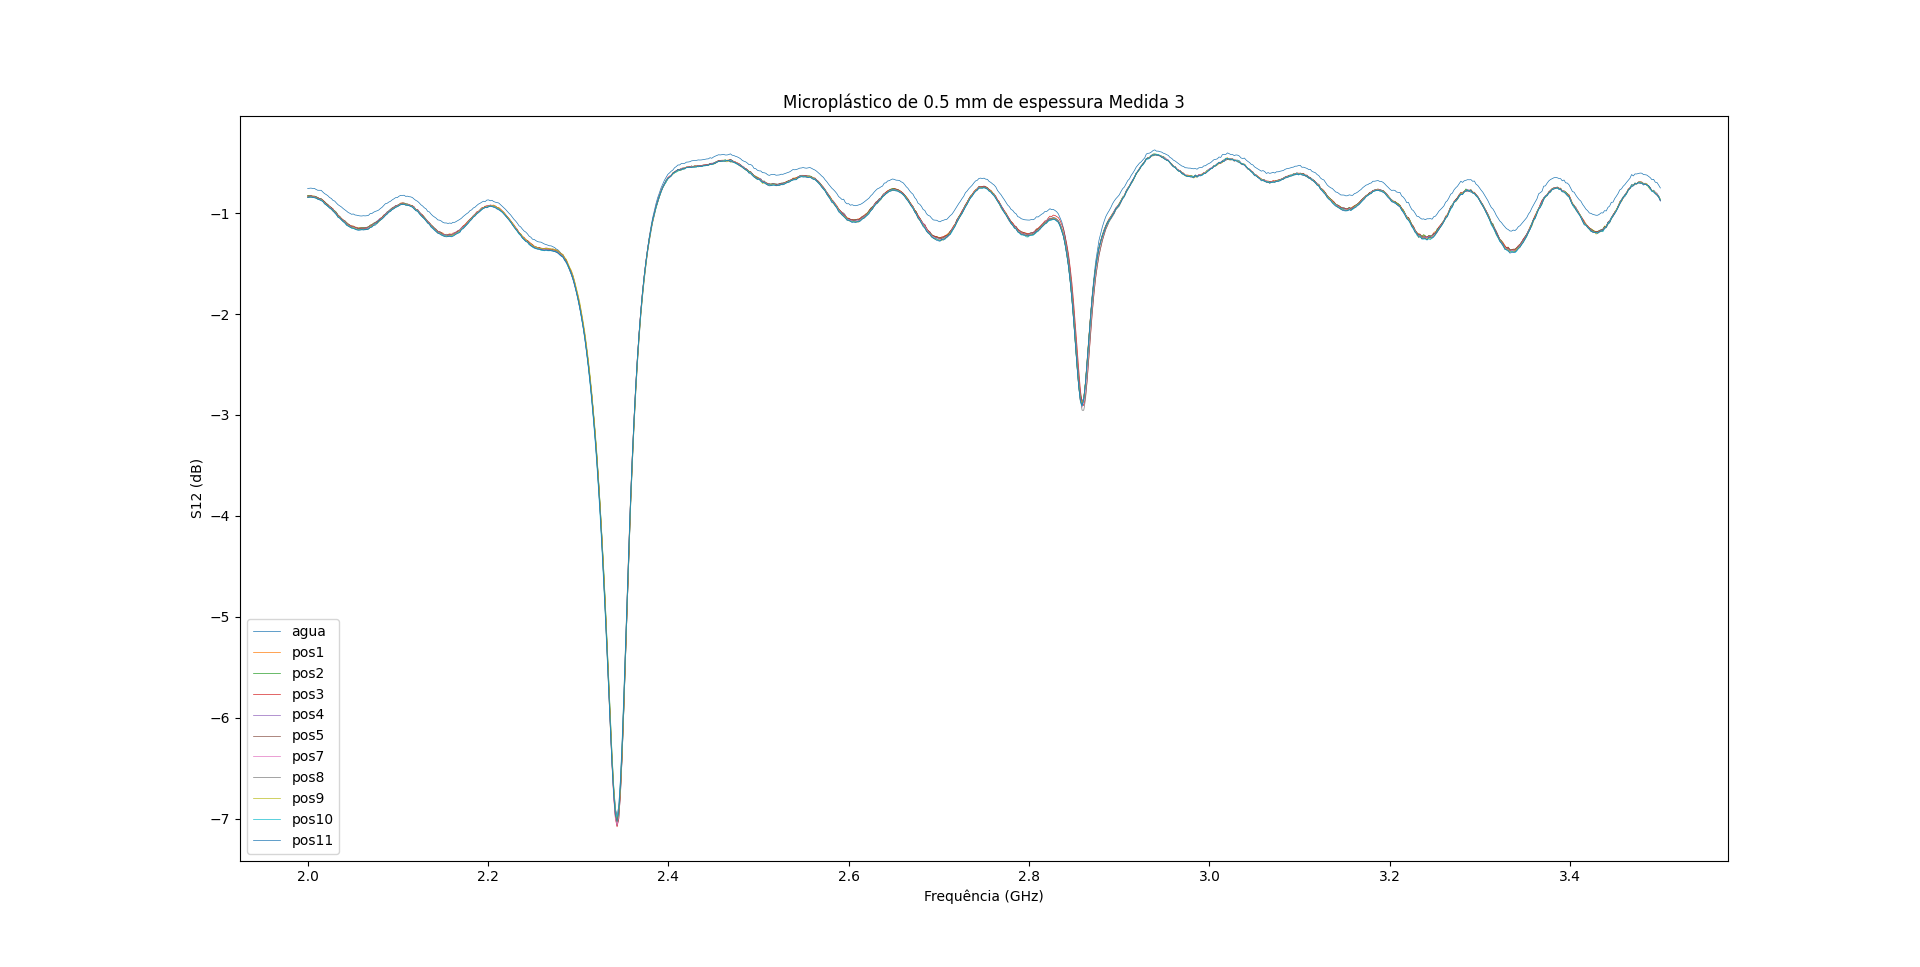 Microplástico de 0.5 mm de espessura Medida 3
S12 (dB)
−1
−2
−3
−4
−5
−6
−7
agua
pos1
pos2
pos3
pos4
pos5
pos7
pos8
pos9
pos10
pos11
2.0 2.2 2.4 2.6 2.8 3.0 3.2 3.4
Frequência (GHz)